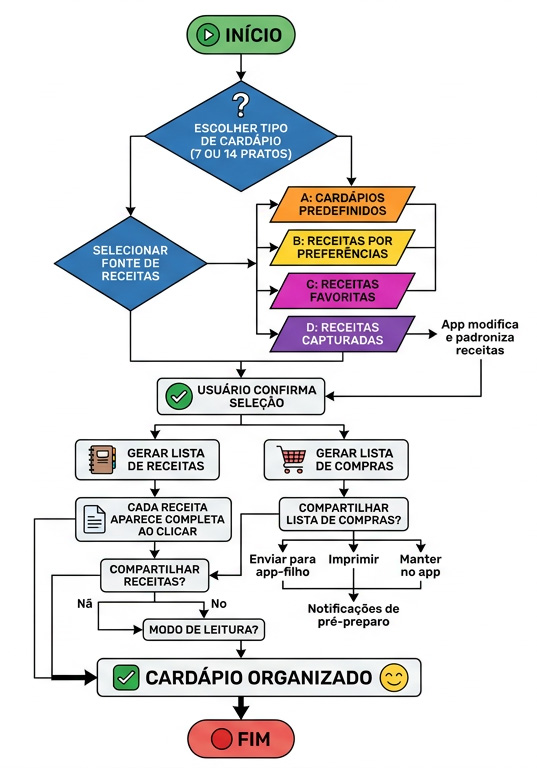 INÍCIO
?
ESCOLHER TIPO
DE CARDÁPIO
(7 OU 14 PRATOS)
SELECIONAR
FONTE DE
RECEITAS
A: CARDÁPIOS
PREDEFINIDOS
B: RECEITAS POR
PREFERÊNCIAS
C: RECEITAS
FAVORITAS
D: RECEITAS
CAPTURADAS
App modifica
e padroniza
receitas
USUÁRIO CONFIRMA
SELEÇÃO
GERAR LISTA
DE RECEITAS
GERAR LISTA
DE COMPRAS
CADA RECEITA
APARECE COMPLETA
AO CLICAR
COMPARTILHAR
LISTA DE COMPRAS?
Enviar para
app-filho
Imprimir
Manter
no app
COMPARTILHAR
RECEITAS?
Notificações de
pré-preparo
Nã
No
MODO DE LEITURA?
CARDÁPIO ORGANIZADO
FIM